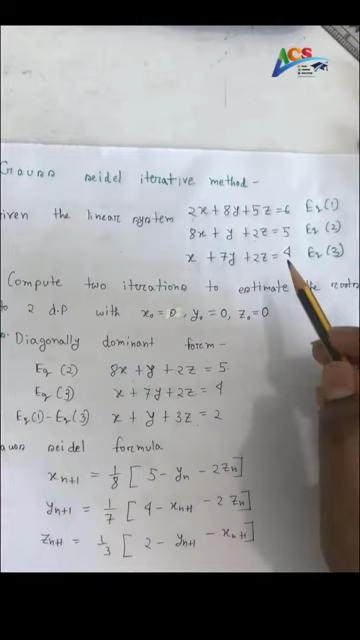 ACS
Gauss seidel iterative method -
iven the linear system 2x + 8y + 5z = 6 Eq (1)
8x + y + 2z = 5 Eq (2)
x + 7y + 2z = 4 Eq (3)
Compute two iterations to estimate the roots
to 2 d.p with x₀ = 0, y₀ = 0, z₀ = 0
Diagonally dominant form -
Eq (2) 8x + y + 2z = 5
Eq (3) x + 7y + 2z = 4
Eq (1) - Eq (3) x + y + 3z = 2
auss seidel formula
xₙ₊₁ = 1/8 [ 5 - yₙ - 2zₙ ]
yₙ₊₁ = 1/7 [ 4 - xₙ₊₁ - 2zₙ ]
zₙ₊₁ = 1/3 [ 2 - yₙ₊₁ - xₙ₊₁ ]